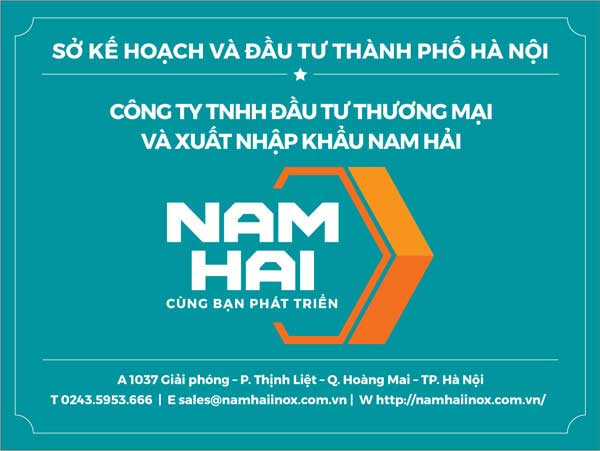 SỞ KẾ HOẠCH VÀ ĐẦU TƯ THÀNH PHỐ HÀ NỘI
CÔNG TY TNHH ĐẦU TƯ THƯƠNG MẠI
VÀ XUẤT NHẬP KHẨU NAM HẢI
NAM
HAI
CÙNG BẠN PHÁT TRIỂN
A 1037 Giải phóng – P. Thịnh Liệt – Q. Hoàng Mai – TP. Hà Nội
T 0243.5953.666 | E sales@namhaiinox.com.vn | W http://namhaiinox.com.vn/